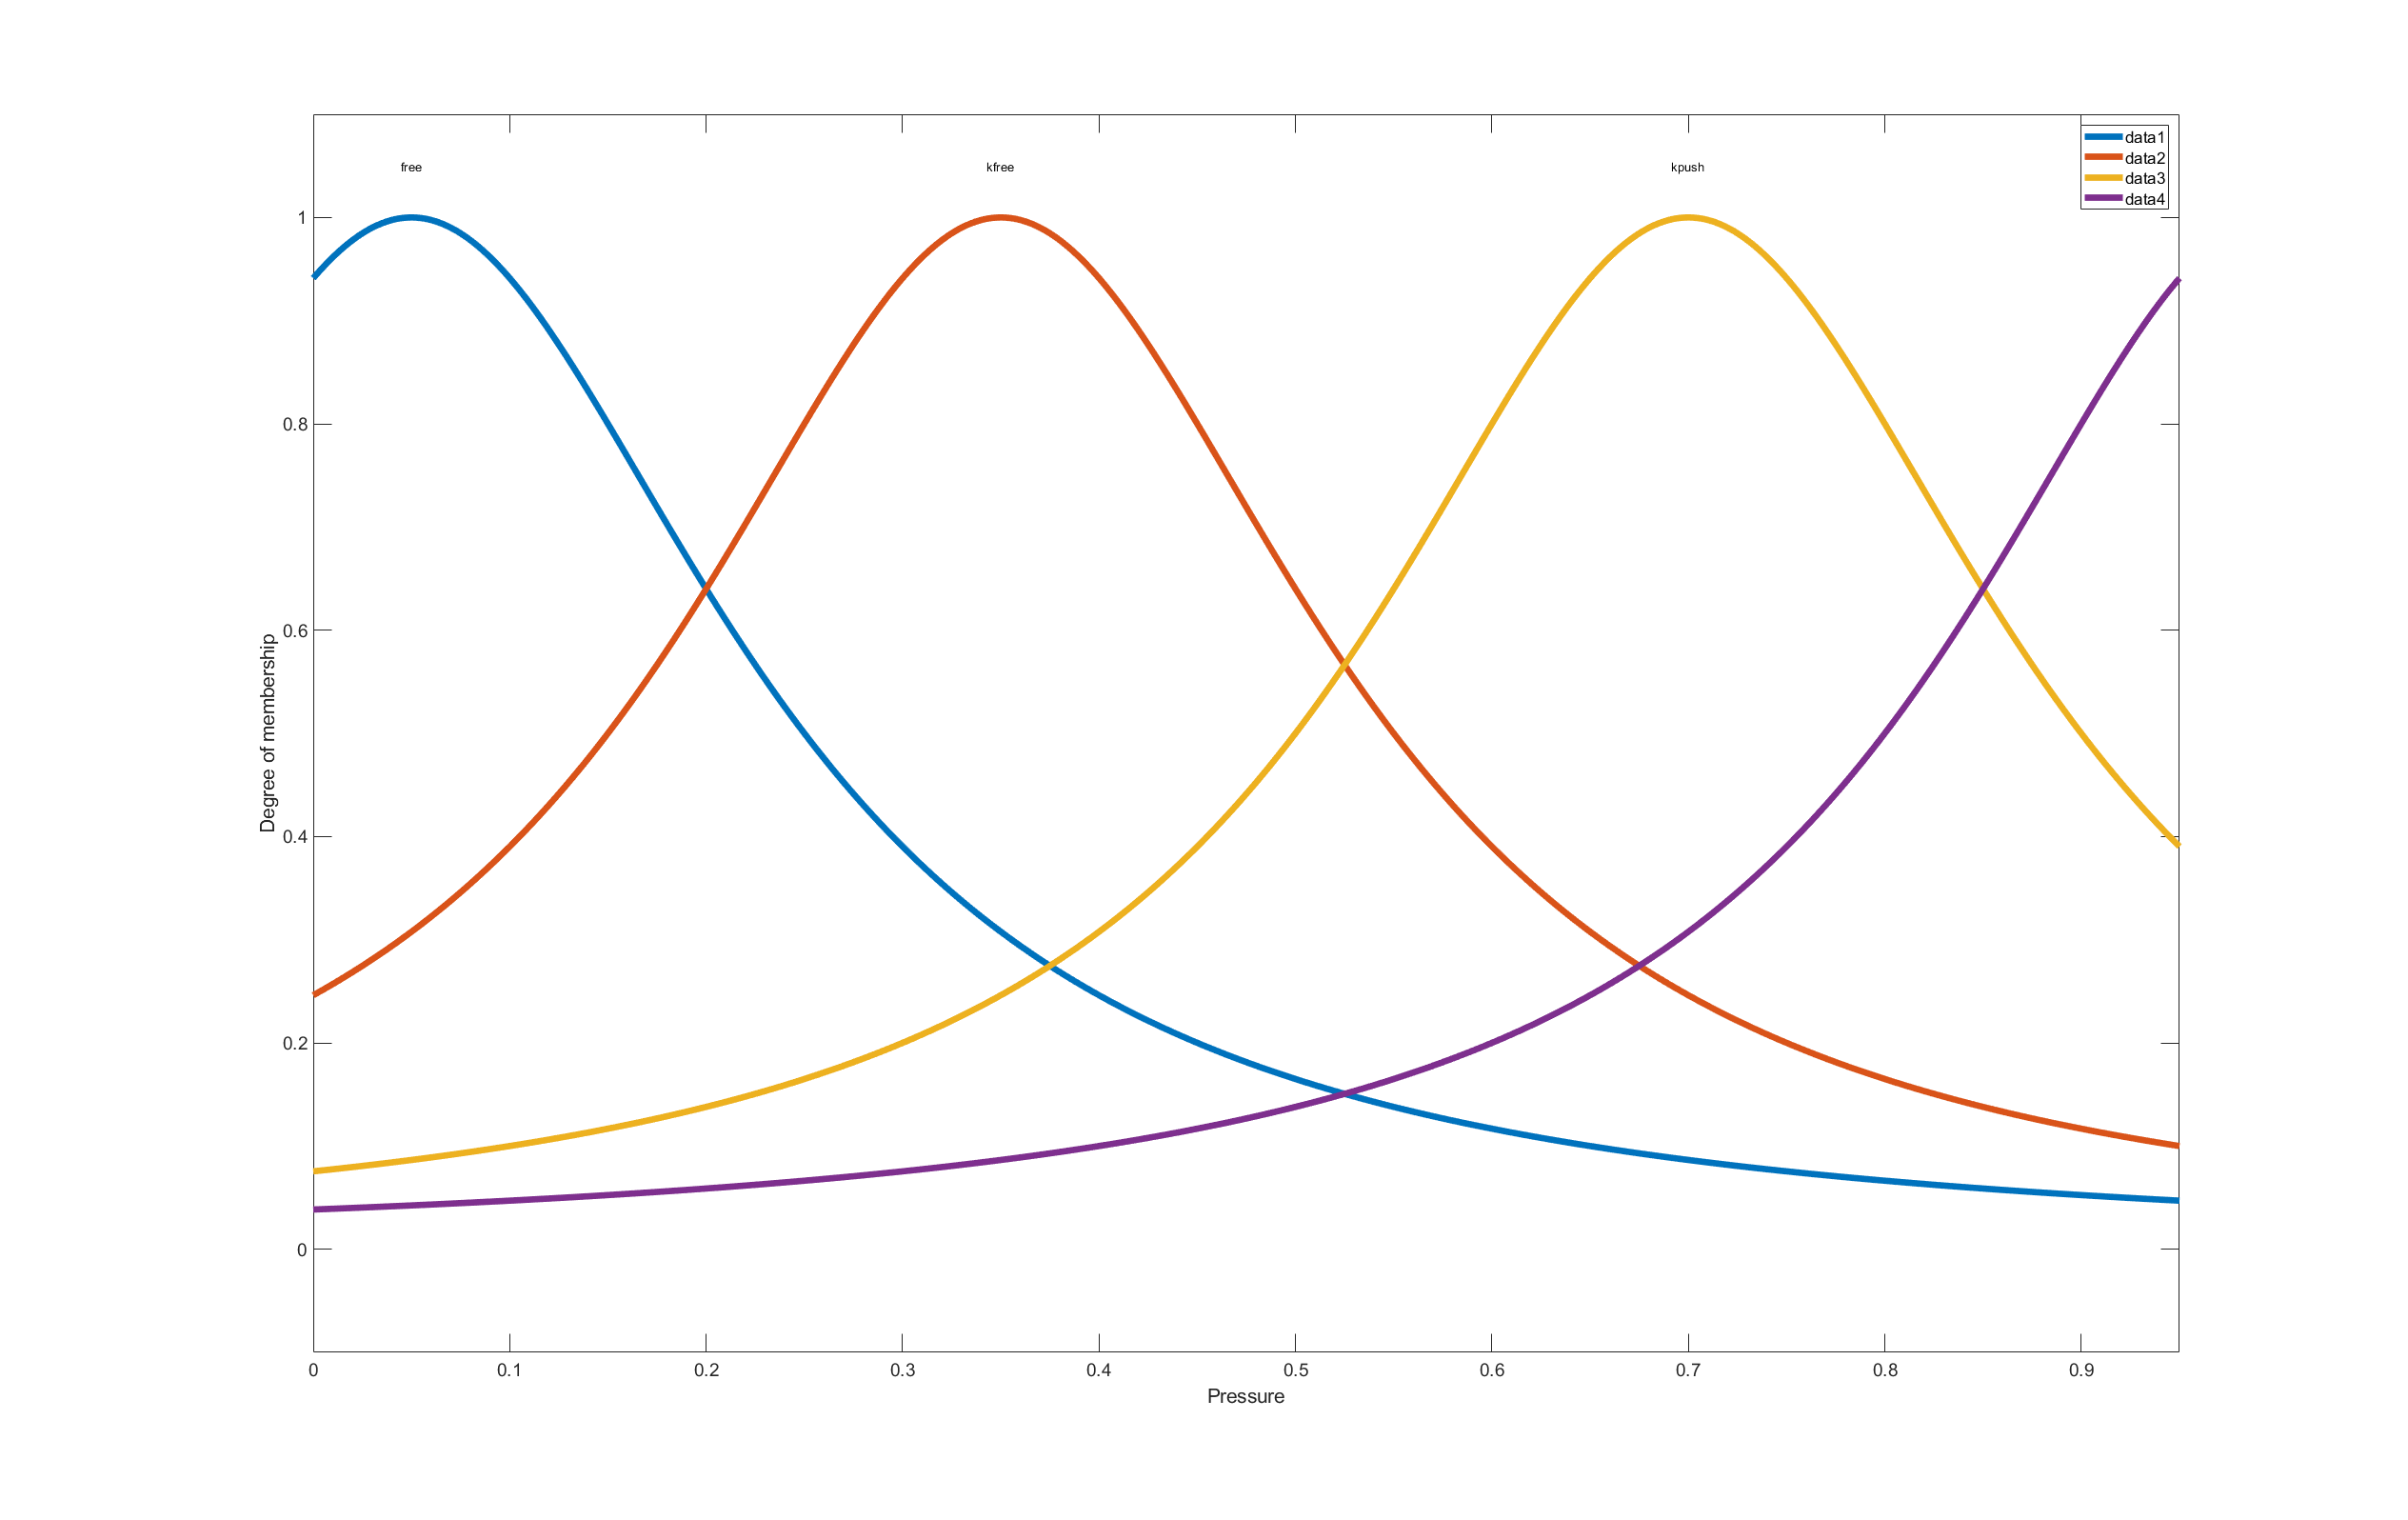 free
kfree
kpush
data1
data2
data3
data4
1
0.8
0.6
0.4
0.2
0
Degree of membership
0 0.1 0.2 0.3 0.4 0.5 0.6 0.7 0.8 0.9
Pressure